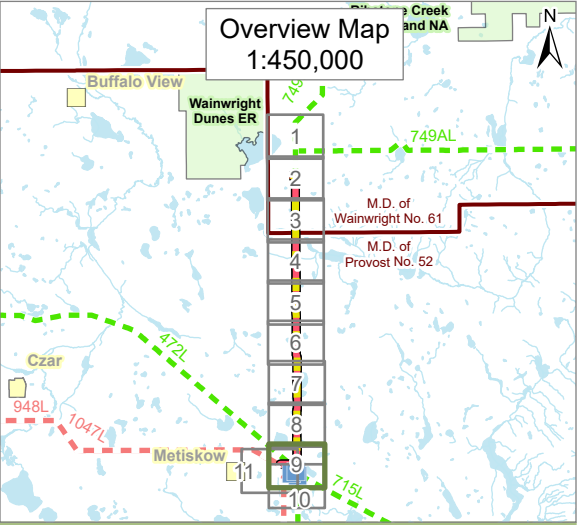 Creek
and NA
N
Overview Map
1:450,000
Buffalo View
Wainwright
Dunes ER
749
1
749AL
2
M.D. of
Wainwright No. 61
3
M.D. of
Provost No. 52
4
5
472L
6
Czar
7
948L
1047L
8
Metiskow
11
9
715L
10